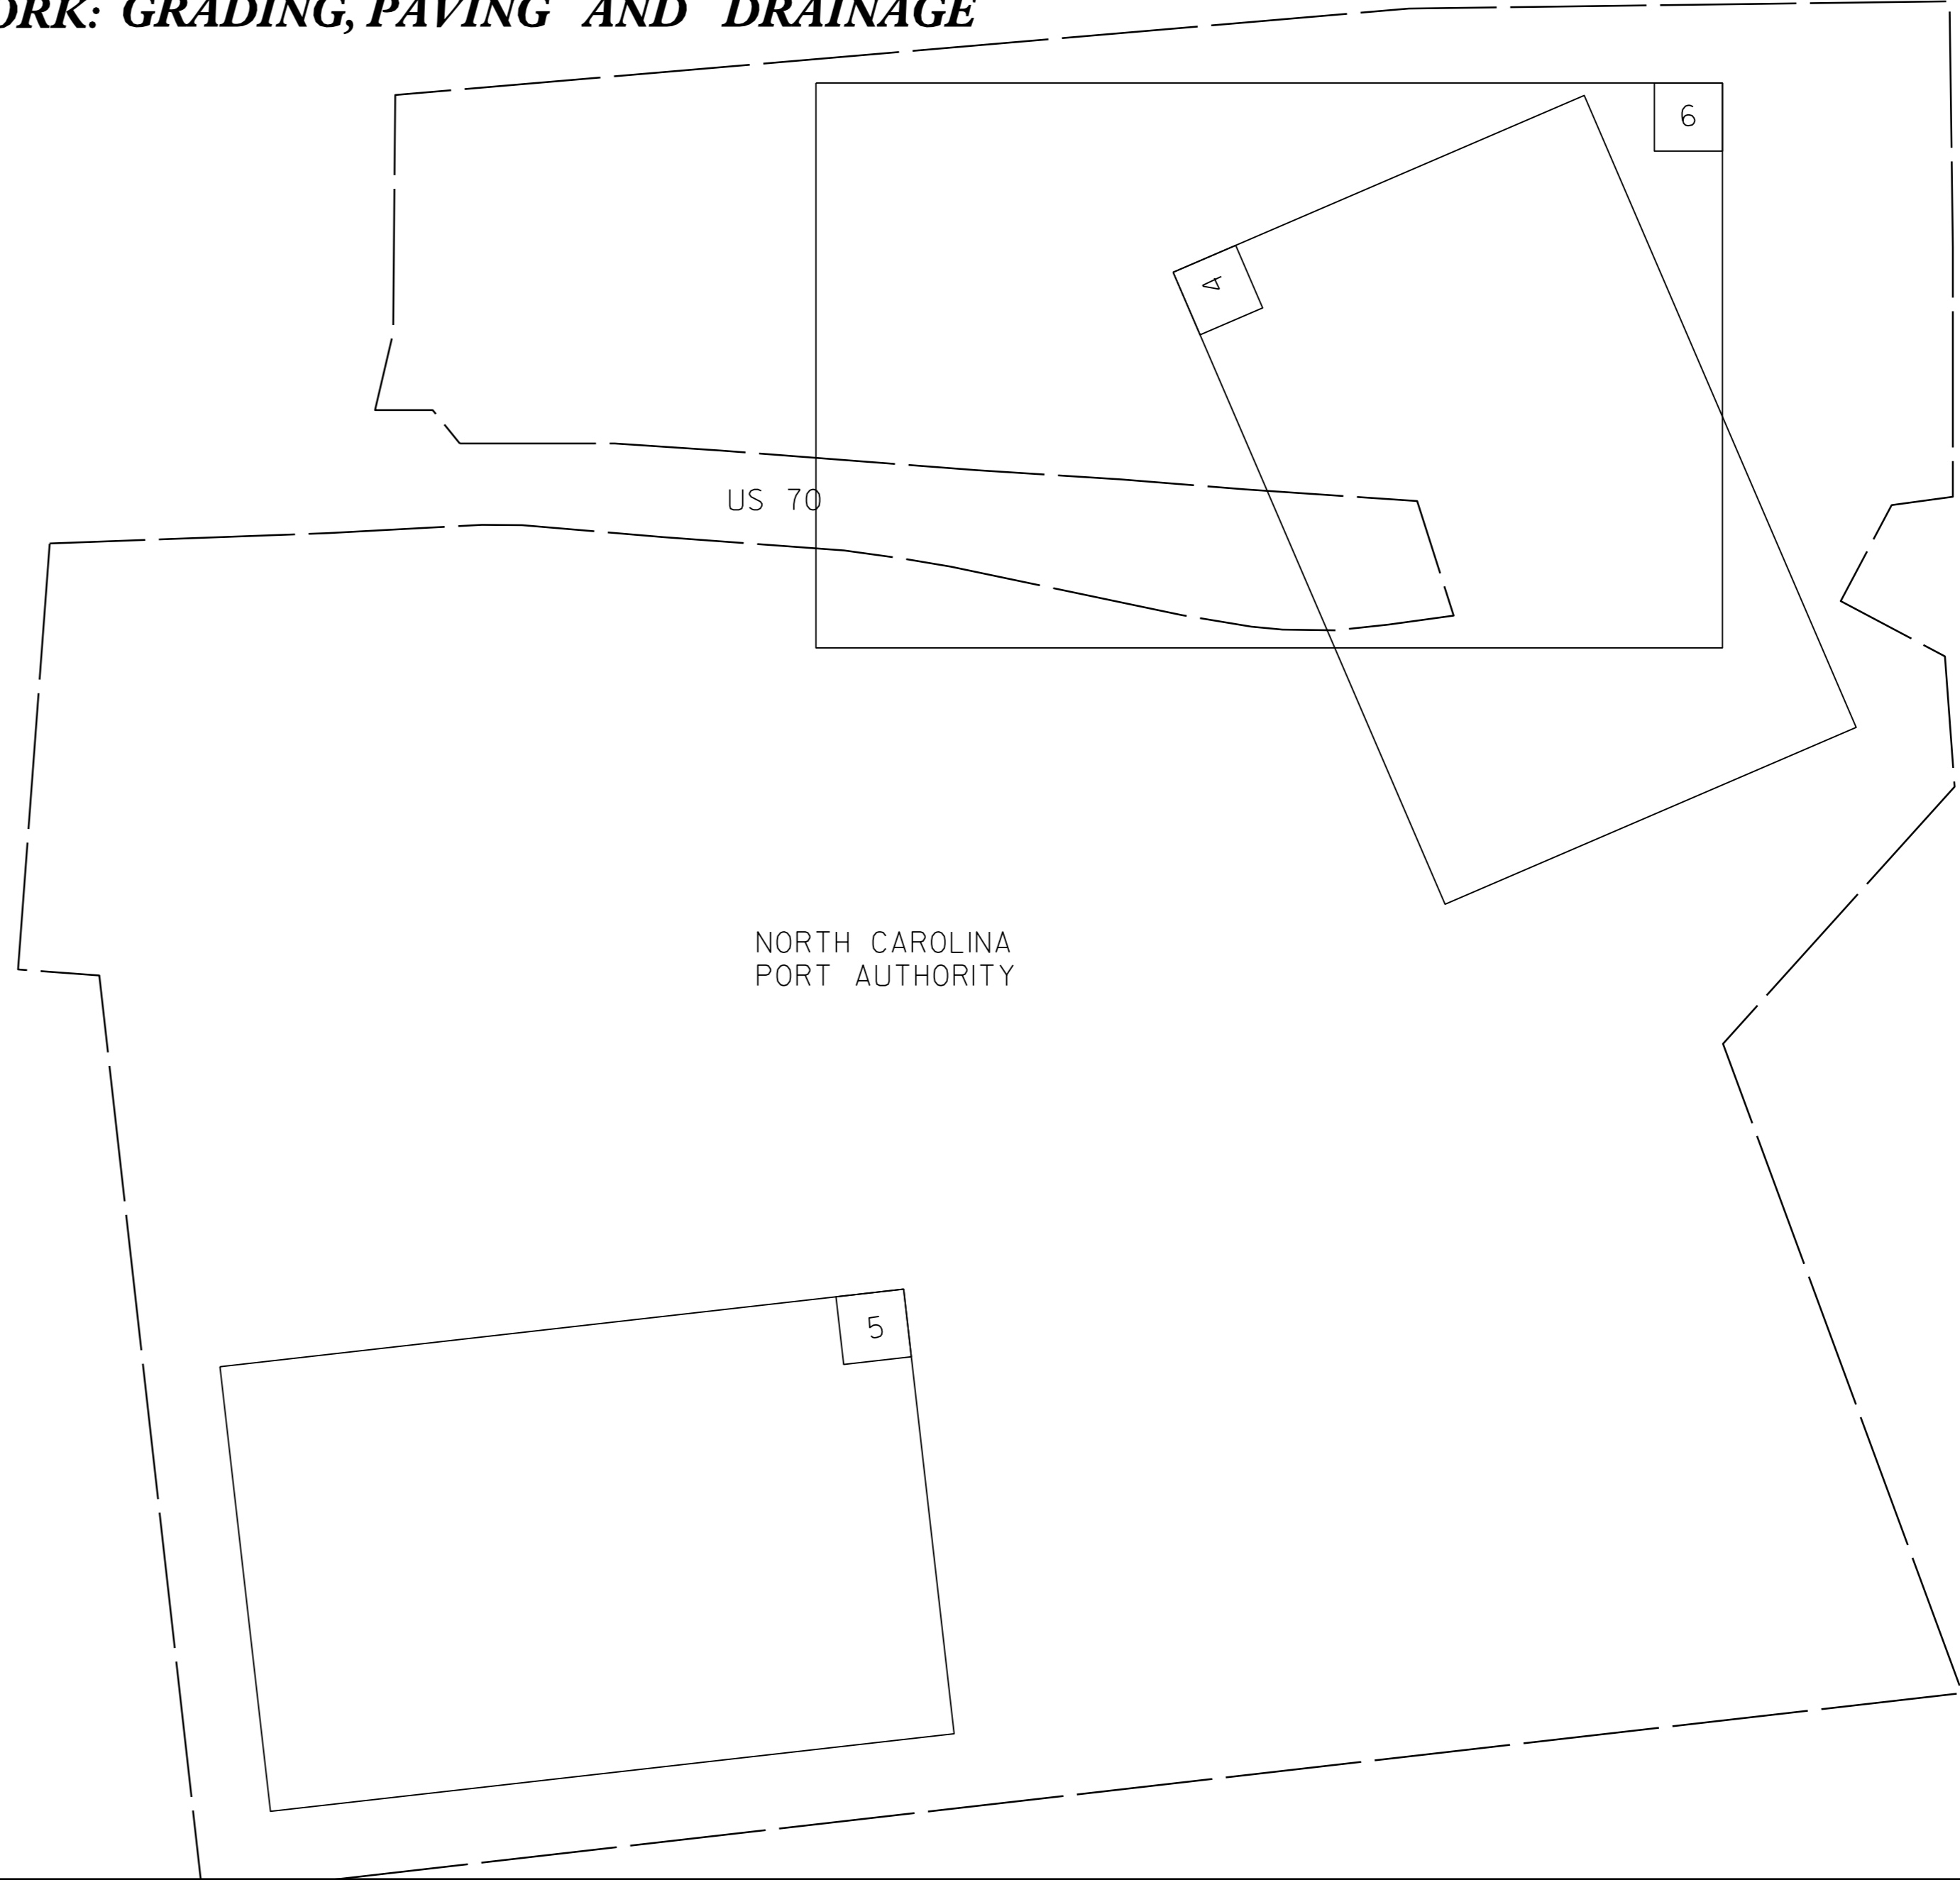 ORK: GRADING, PAVING AND DRAINAGE
6
4
US 70
NORTH CAROLINA
PORT AUTHORITY
5